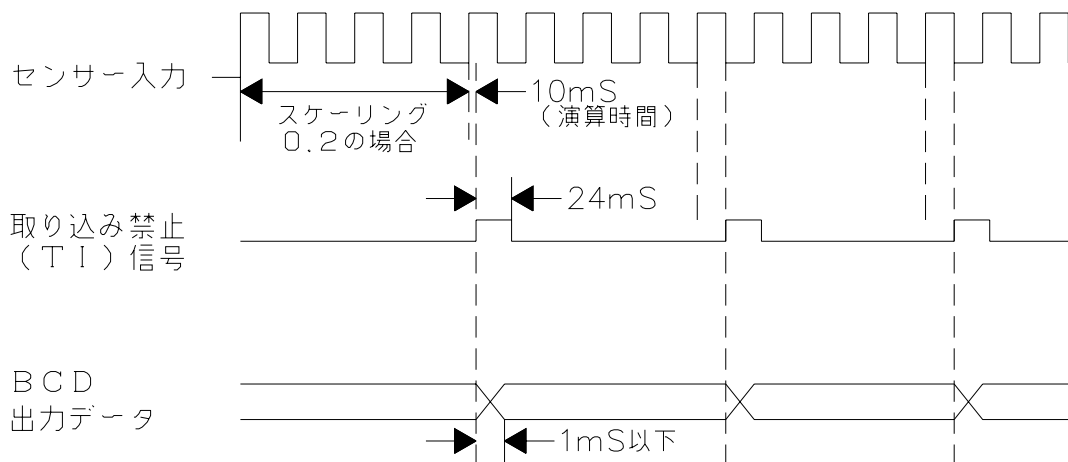 センサー入力
10mS
（演算時間）
スケーリング
0.2の場合
24mS
取り込み禁止
（TI）信号
BCD
出力データ
1mS以下